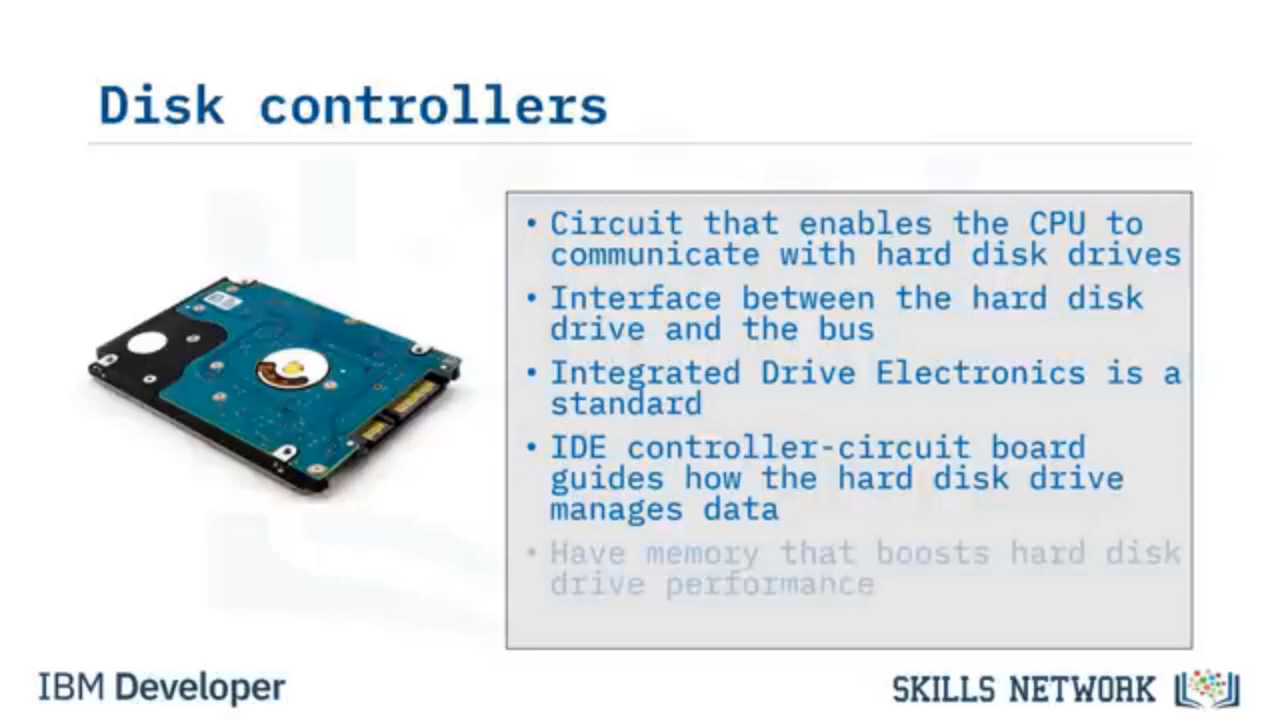 Disk controllers
• Circuit that enables the CPU to
communicate with hard disk drives
• Interface between the hard disk
drive and the bus
• Integrated Drive Electronics is a
standard
• IDE controller-circuit board
guides how the hard disk drive
manages data
• Have memory that boosts hard disk
drive performance
IBM Developer
SKILLS NETWORK